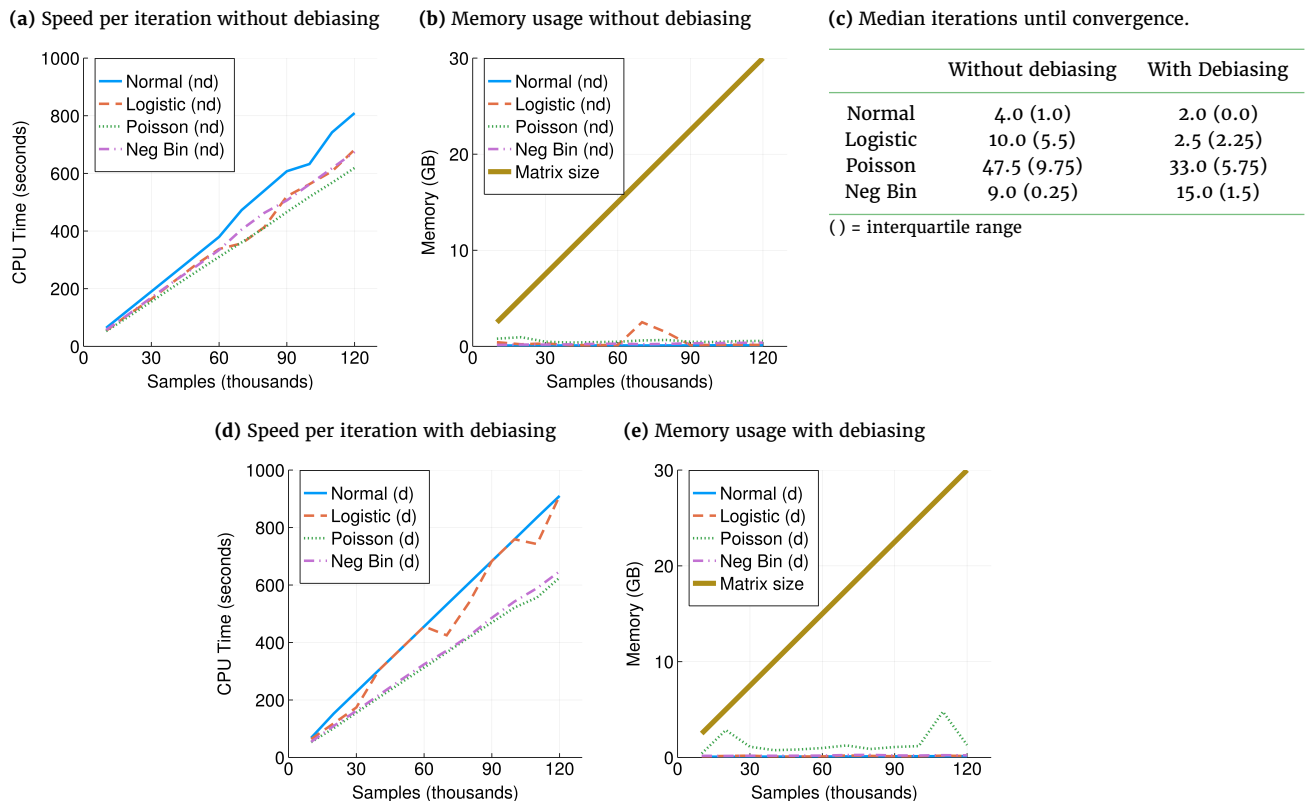 (a) Speed per iteration without debiasing
1000
800
600
400
200
0
CPU Time (seconds)
Normal (nd)
Logistic (nd)
Poisson (nd)
Neg Bin (nd)
0 30 60 90 120
Samples (thousands)
(b) Memory usage without debiasing
30
20
10
0
Memory (GB)
Normal (nd)
Logistic (nd)
Poisson (nd)
Neg Bin (nd)
Matrix size
0 30 60 90 120
Samples (thousands)
(c) Median iterations until convergence.
Without debiasing With Debiasing
Normal 4.0 (1.0) 2.0 (0.0)
Logistic 10.0 (5.5) 2.5 (2.25)
Poisson 47.5 (9.75) 33.0 (5.75)
Neg Bin 9.0 (0.25) 15.0 (1.5)
( ) = interquartile range
(d) Speed per iteration with debiasing
1000
800
600
400
200
0
CPU Time (seconds)
Normal (d)
Logistic (d)
Poisson (d)
Neg Bin (d)
0 30 60 90 120
Samples (thousands)
(e) Memory usage with debiasing
30
20
10
0
Memory (GB)
Normal (d)
Logistic (d)
Poisson (d)
Neg Bin (d)
Matrix size
0 30 60 90 120
Samples (thousands)